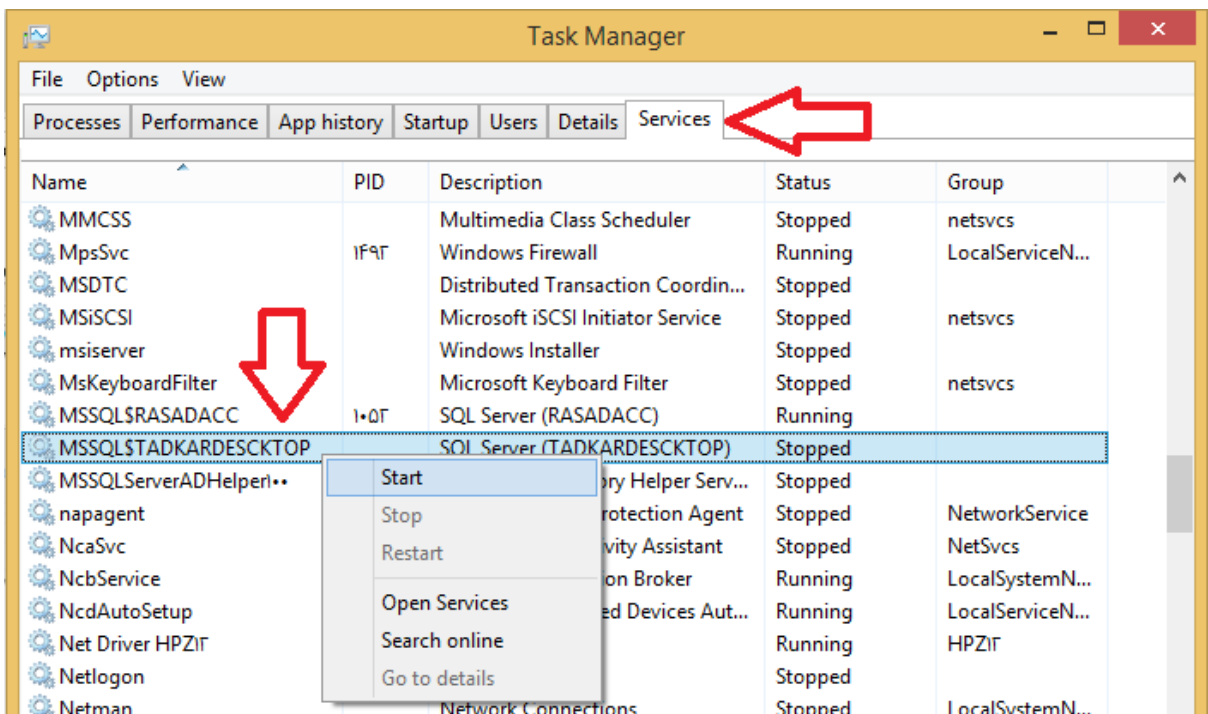 Task Manager
File Options View
Processes Performance App history Startup Users Details Services
Name PID Description Status Group
MMCSS Multimedia Class Scheduler Stopped netsvcs
MpsSvc ۱۴۹۲ Windows Firewall Running LocalServiceN...
MSDTC Distributed Transaction Coordin... Stopped
MSiSCSI Microsoft iSCSI Initiator Service Stopped netsvcs
msiserver Windows Installer Stopped
MsKeyboardFilter Microsoft Keyboard Filter Stopped netsvcs
MSSQL$RASADACC ۱۰۵۲ SQL Server (RASADACC) Running
MSSQL$TADKARDESCKTOP SQL Server (TADKARDESCKTOP) Stopped
MSSQLServerADHelper۱۰۰ ory Helper Serv... Stopped
napagent rotection Agent Stopped NetworkService
NcaSvc vity Assistant Stopped NetSvcs
NcbService on Broker Running LocalSystemN...
NcdAutoSetup ed Devices Aut... Running LocalServiceN...
Net Driver HPZ۱۲ Running HPZ۱۲
Netlogon Stopped
Netman Network Connections Stopped LocalSystemN...
Start
Stop
Restart
Open Services
Search online
Go to details